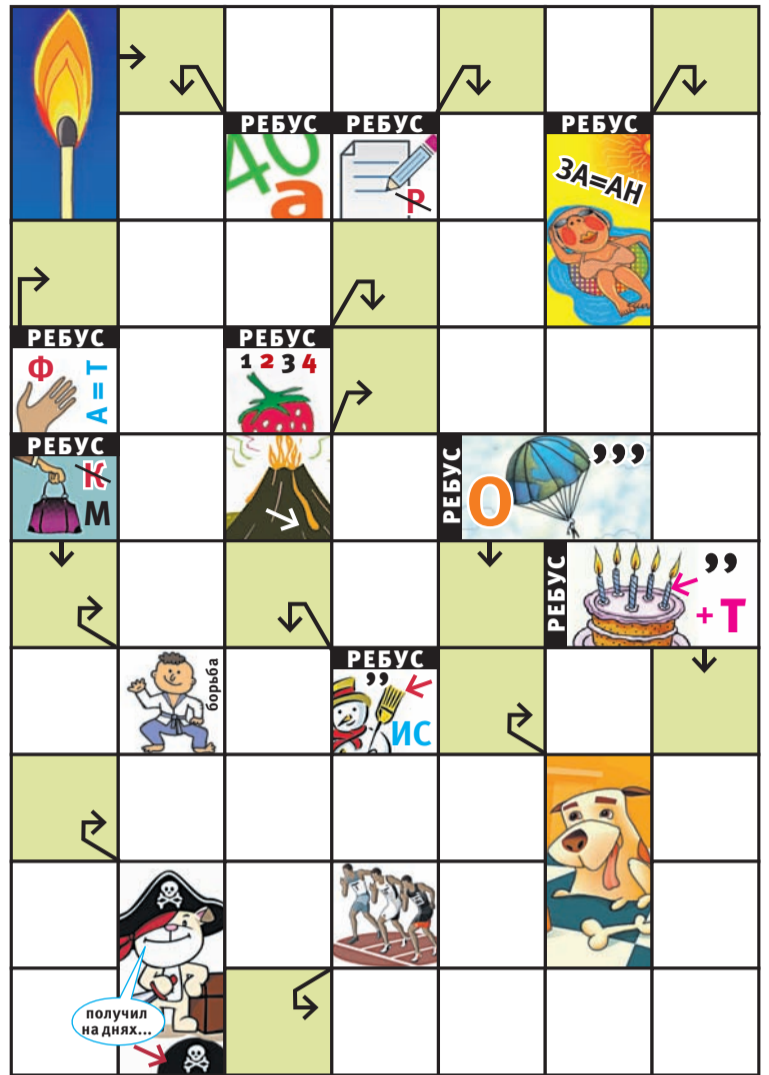 РЕБУС
РЕБУС
РЕБУС
40
а
Р
ЗА=АН
РЕБУС
Ф
А = Т
РЕБУС
1 2 3 4
РЕБУС
К
М
РЕБУС
О
,,,
РЕБУС
,,
+ Т
борьба
РЕБУС
,,
ИС
получил
на днях...